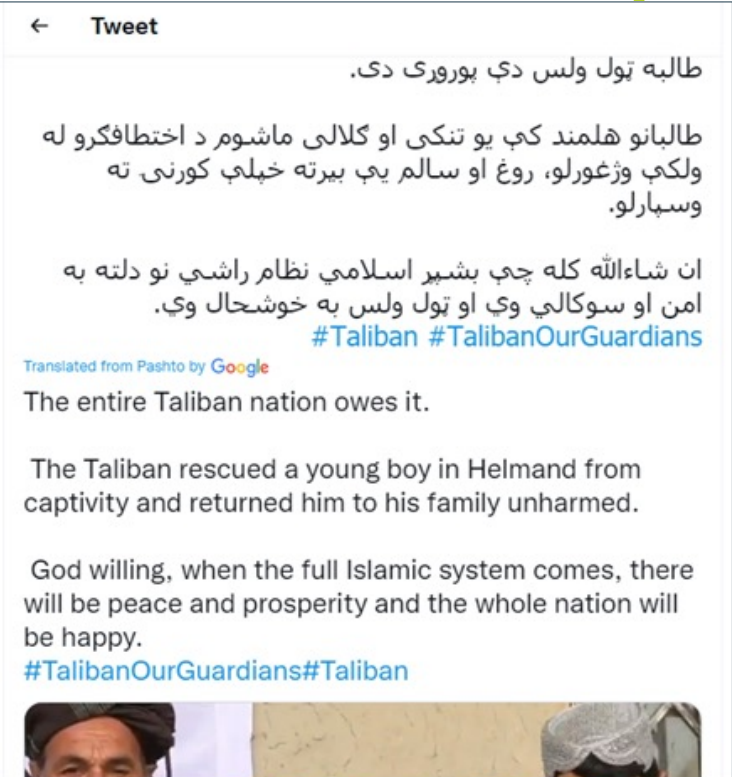 Tweet
طالبه ټول ولس دې پوروړی دی.
طالبانو هلمند کې یو تنکی او ګلالی ماشوم د اختطافګرو له
ولکې وژغورلو، روغ او سالم یې بیرته خپلې کورنۍ ته
وسپارلو.
ان شاءالله کله چې بشپړ اسلامي نظام راشي نو دلته به
امن او سوکالي وي او ټول ولس به خوشحال وي.
#Taliban #TalibanOurGuardians
Translated from Pashto by Google
The entire Taliban nation owes it.
The Taliban rescued a young boy in Helmand from
captivity and returned him to his family unharmed.
God willing, when the full Islamic system comes, there
will be peace and prosperity and the whole nation will
be happy.
#TalibanOurGuardians#Taliban